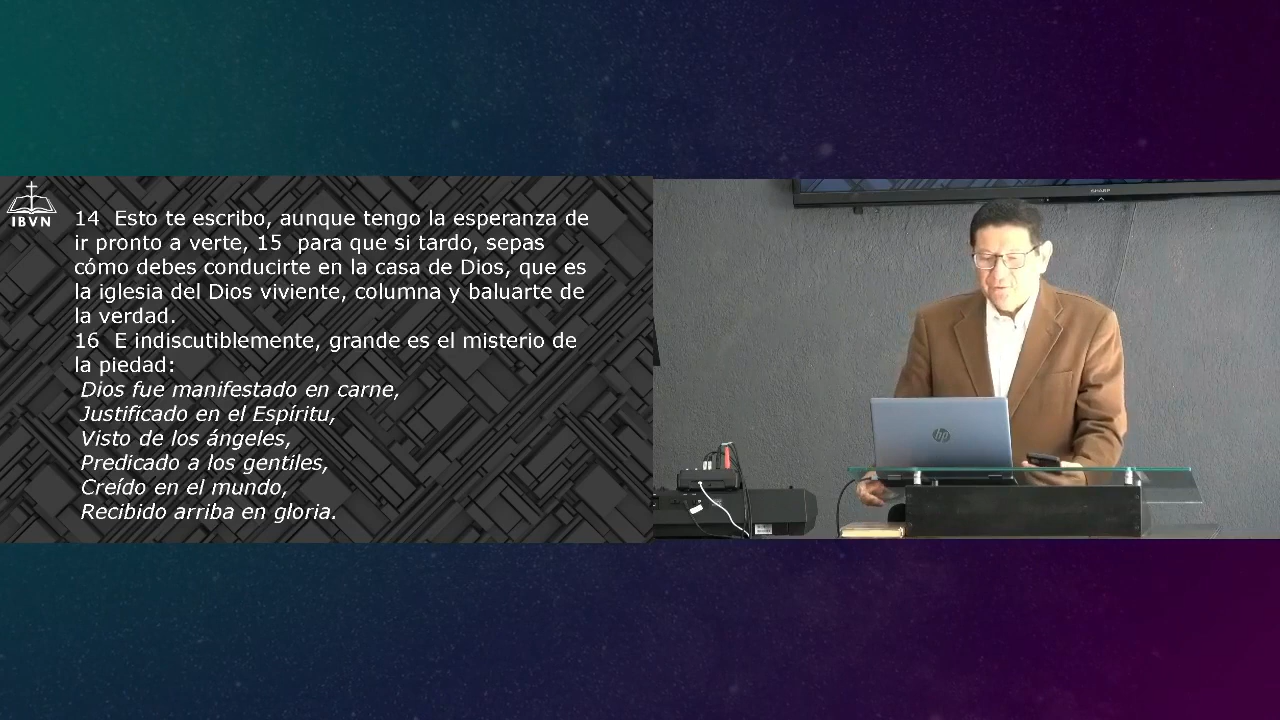 IBVN
14  Esto te escribo, aunque tengo la esperanza de
ir pronto a verte, 15  para que si tardo, sepas
cómo debes conducirte en la casa de Dios, que es
la iglesia del Dios viviente, columna y baluarte de
la verdad.
16  E indiscutiblemente, grande es el misterio de
la piedad:
Dios fue manifestado en carne,
Justificado en el Espíritu,
Visto de los ángeles,
Predicado a los gentiles,
Creído en el mundo,
Recibido arriba en gloria.
SHARP
hp